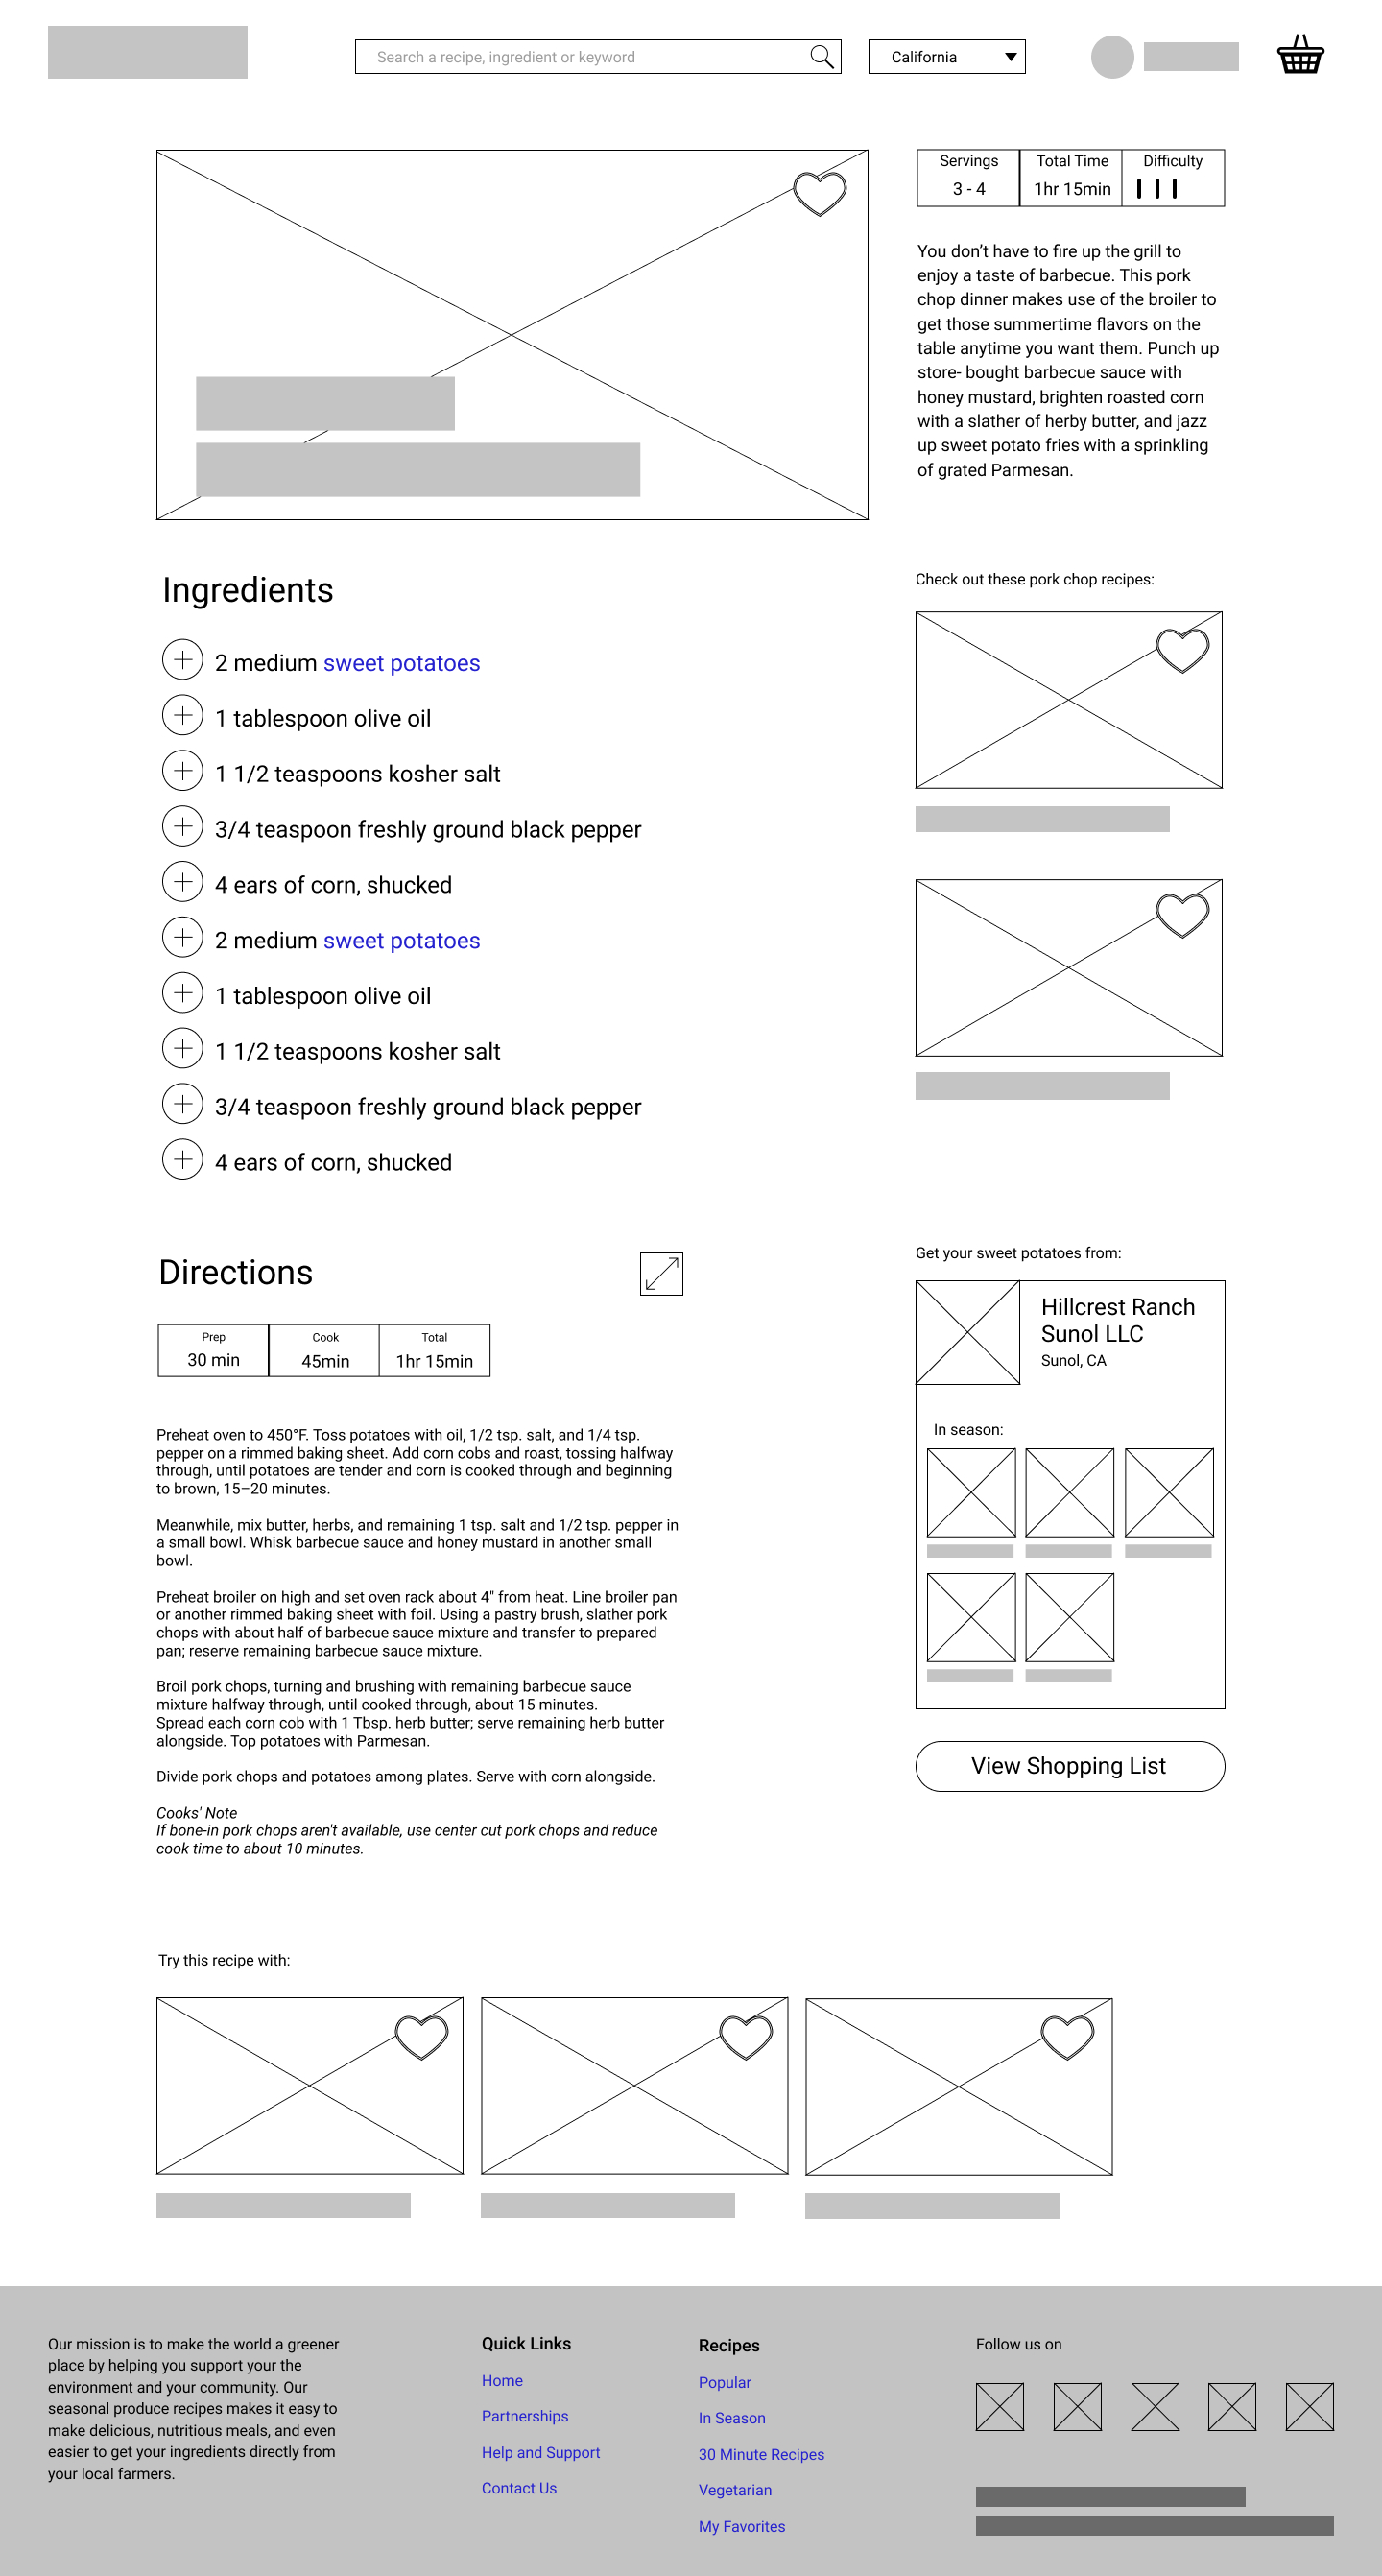 Search a recipe, ingredient or keyword
California
Servings
3 - 4
Total Time
1hr 15min
Difficulty
You don’t have to fire up the grill to
enjoy a taste of barbecue. This pork
chop dinner makes use of the broiler to
get those summertime flavors on the
table anytime you want them. Punch up
store- bought barbecue sauce with
honey mustard, brighten roasted corn
with a slather of herby butter, and jazz
up sweet potato fries with a sprinkling
of grated Parmesan.
Ingredients
2 medium sweet potatoes
1 tablespoon olive oil
1 1/2 teaspoons kosher salt
3/4 teaspoon freshly ground black pepper
4 ears of corn, shucked
2 medium sweet potatoes
1 tablespoon olive oil
1 1/2 teaspoons kosher salt
3/4 teaspoon freshly ground black pepper
4 ears of corn, shucked
Check out these pork chop recipes:
Directions
Prep
30 min
Cook
45min
Total
1hr 15min
Preheat oven to 450°F. Toss potatoes with oil, 1/2 tsp. salt, and 1/4 tsp.
pepper on a rimmed baking sheet. Add corn cobs and roast, tossing halfway
through, until potatoes are tender and corn is cooked through and beginning
to brown, 15–20 minutes.
Meanwhile, mix butter, herbs, and remaining 1 tsp. salt and 1/2 tsp. pepper in
a small bowl. Whisk barbecue sauce and honey mustard in another small
bowl.
Preheat broiler on high and set oven rack about 4" from heat. Line broiler pan
or another rimmed baking sheet with foil. Using a pastry brush, slather pork
chops with about half of barbecue sauce mixture and transfer to prepared
pan; reserve remaining barbecue sauce mixture.
Broil pork chops, turning and brushing with remaining barbecue sauce
mixture halfway through, until cooked through, about 15 minutes.
Spread each corn cob with 1 Tbsp. herb butter; serve remaining herb butter
alongside. Top potatoes with Parmesan.
Divide pork chops and potatoes among plates. Serve with corn alongside.
Cooks' Note
If bone-in pork chops aren't available, use center cut pork chops and reduce
cook time to about 10 minutes.
Get your sweet potatoes from:
Hillcrest Ranch
Sunol LLC
Sunol, CA
In season:
View Shopping List
Try this recipe with:
Our mission is to make the world a greener
place by helping you support your the
environment and your community. Our
seasonal produce recipes makes it easy to
make delicious, nutritious meals, and even
easier to get your ingredients directly from
your local farmers.
Quick Links
Home
Partnerships
Help and Support
Contact Us
Recipes
Popular
In Season
30 Minute Recipes
Vegetarian
My Favorites
Follow us on